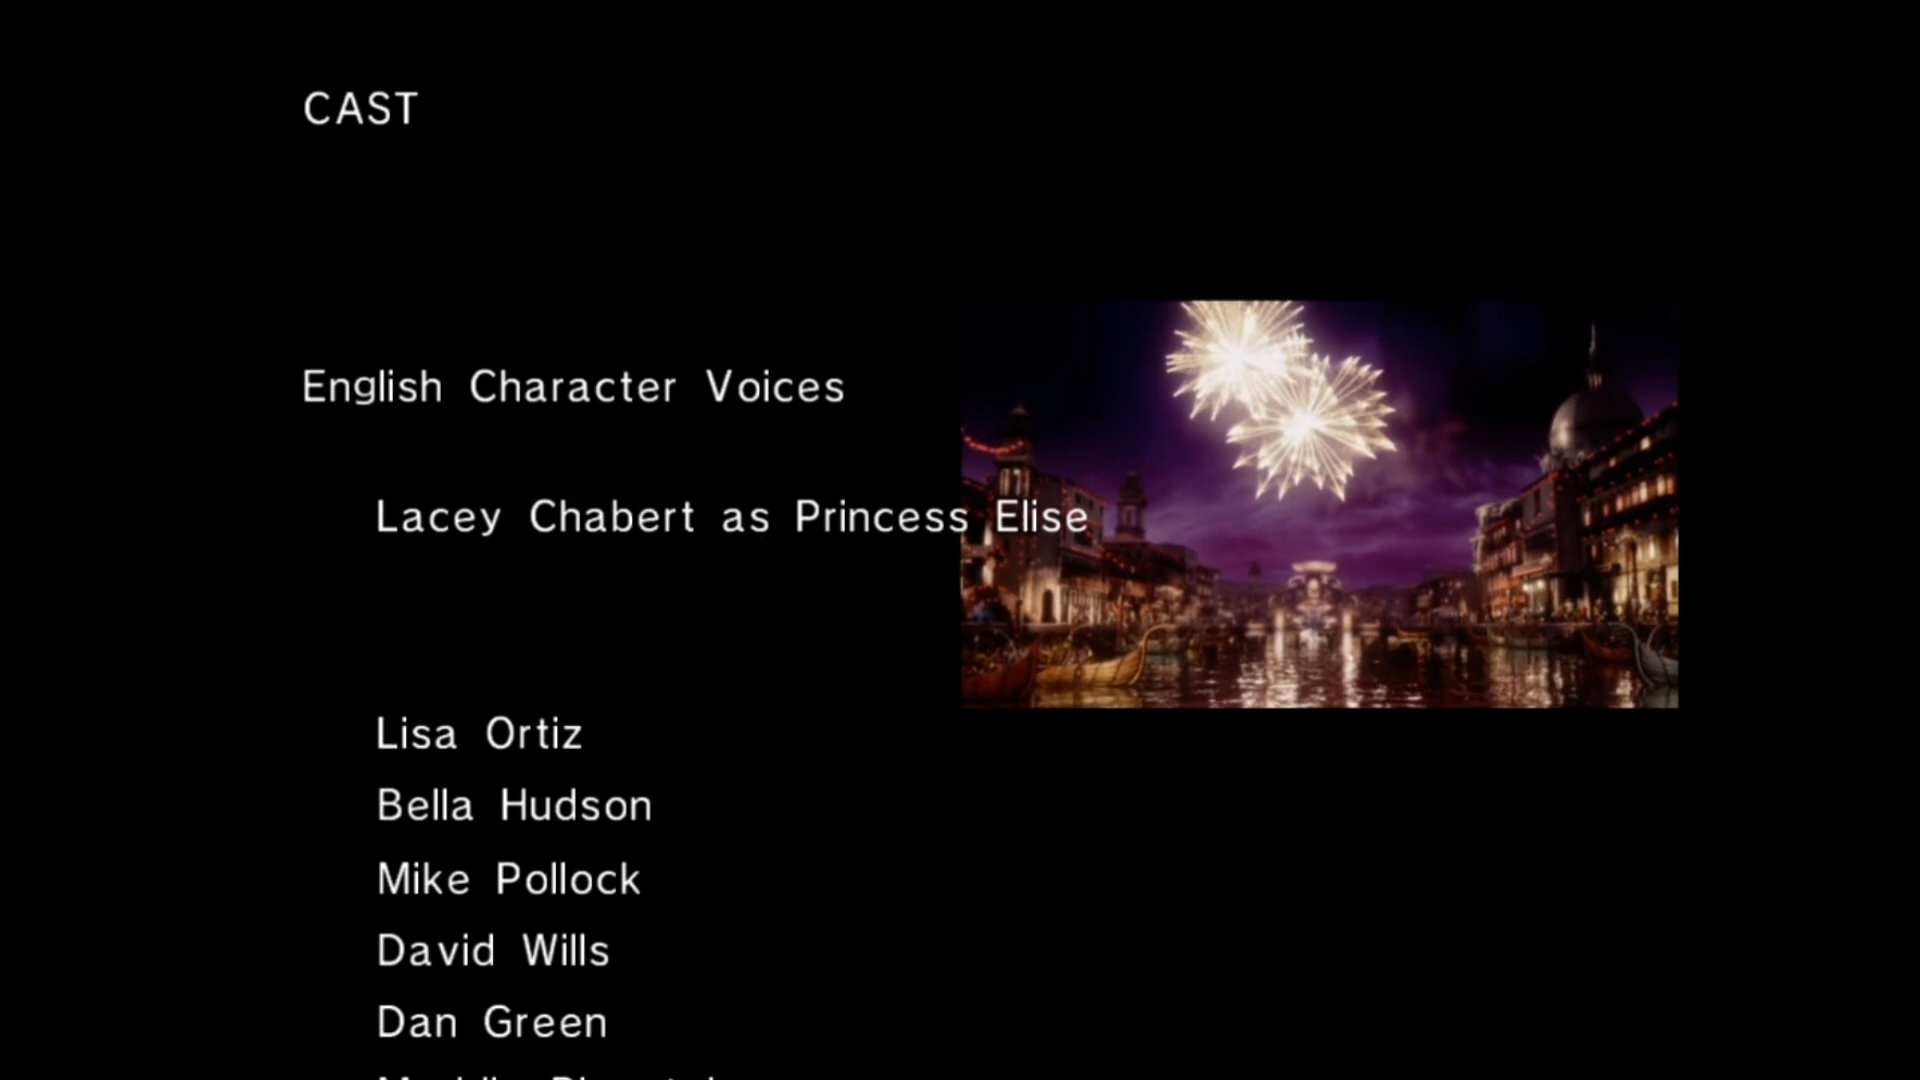 CAST
English Character Voices
Lacey Chabert as Princess Elise
Lisa Ortiz
Bella Hudson
Mike Pollock
David Wills
Dan Green